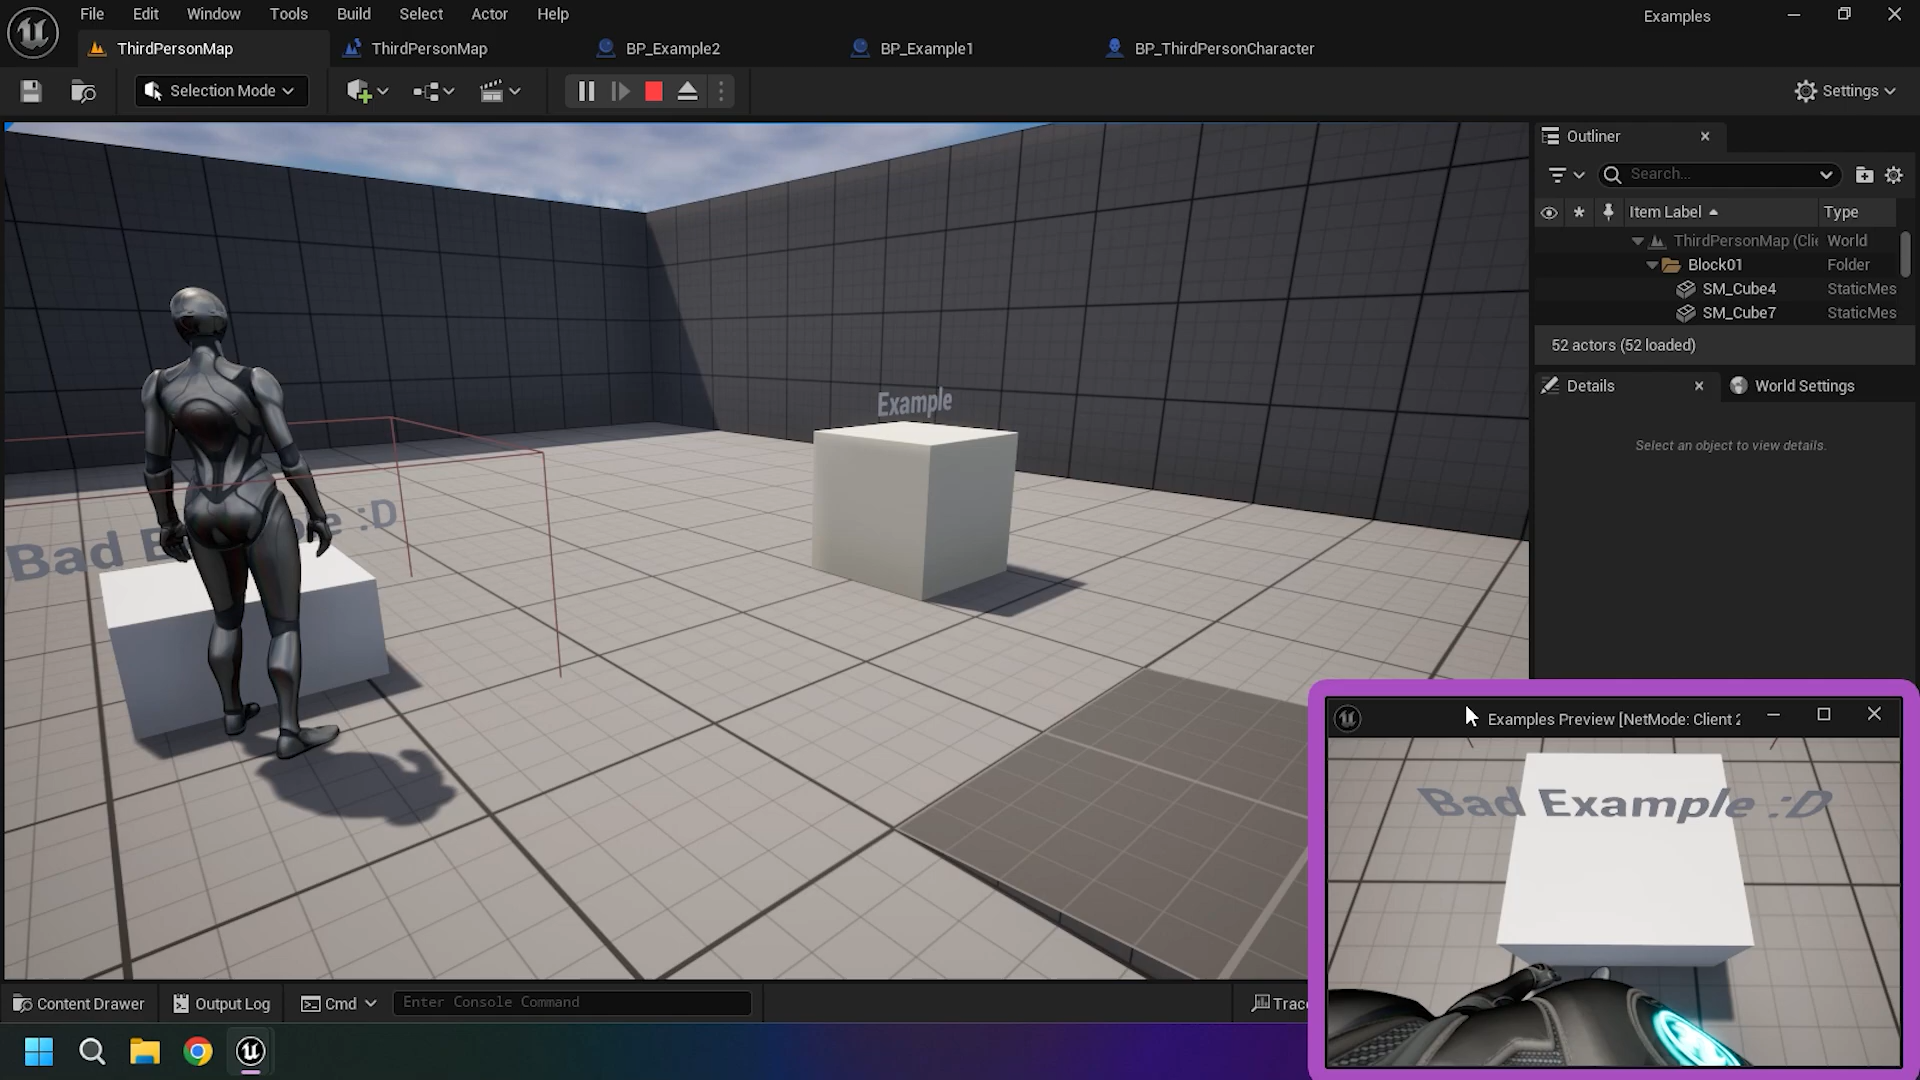 File Edit Window Tools Build Select Actor Help
Examples
ThirdPersonMap ThirdPersonMap BP_Example2 BP_Example1 BP_ThirdPersonCharacter
Selection Mode
Settings
Outliner
Search...
Item Label Type
ThirdPersonMap (Clie World
Block01 Folder
SM_Cube4 StaticMes
SM_Cube7 StaticMes
52 actors (52 loaded)
Details World Settings
Select an object to view details.
Example
Bad E ple :D
Examples Preview [NetMode: Client 2
Bad Example :D
Content Drawer Output Log Cmd Enter Console Command Trac